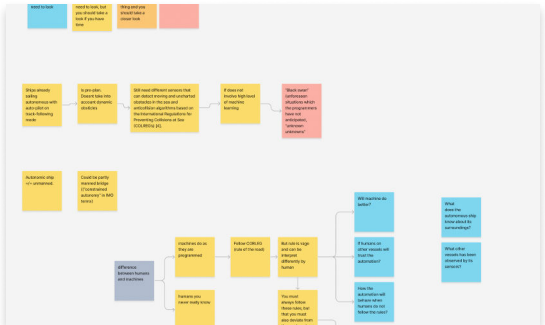 need to look
need to look, but
you should take a
look if you have
time
thing and you
should take a
closer look
Ships already
sailing
autonomous with
auto pilot on
track-following
mode
Is pre-plan.
Doesnt take into
account dynamic
Still need different sensors that
can detect moving and uncharted
obstacles in the sea and
anticollision algorithms based on
the International Regulations for
Preventing Collisions at Sea
(COLREGs) [4].
It does not
involve high level
of machine
learning
"Black swan"
(unforeseen
situations which
the programmers
have not
anticipated,
"unknown
unknowns"
Autonomic ship
unmanned.
Could be partly
manned bridge
("constrained
autonomy" in IMO
terms)
difference
between humans
and machines
machines do as
they are
programmed
Follow COLREG
(rule of the road)
But rule is vage
and can be
interpret
differently by
human
humans you
never really know
You must
always follow
these rules, but
that you must
also deviate from
Will machine do
better?
If humans on
other vessels will
trust the
automation?
How the
automation will
behave when
humans do not
follow the rules?
What
does the
autonomous ship
know about its
surroundings?
What other
vessels has been
observed by its
sensors?